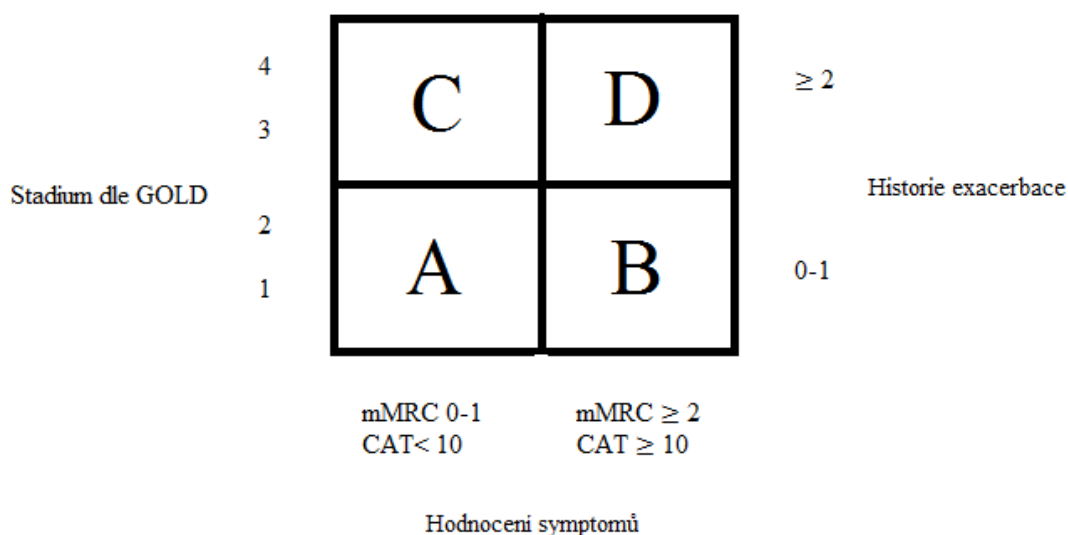 4
C
D
≥ 2
3
Stadium dle GOLD
Historie exacerbace
2
A
B
0-1
1
mMRC 0-1
mMRC ≥ 2
CAT< 10
CAT ≥ 10
Hodnocení symptomů